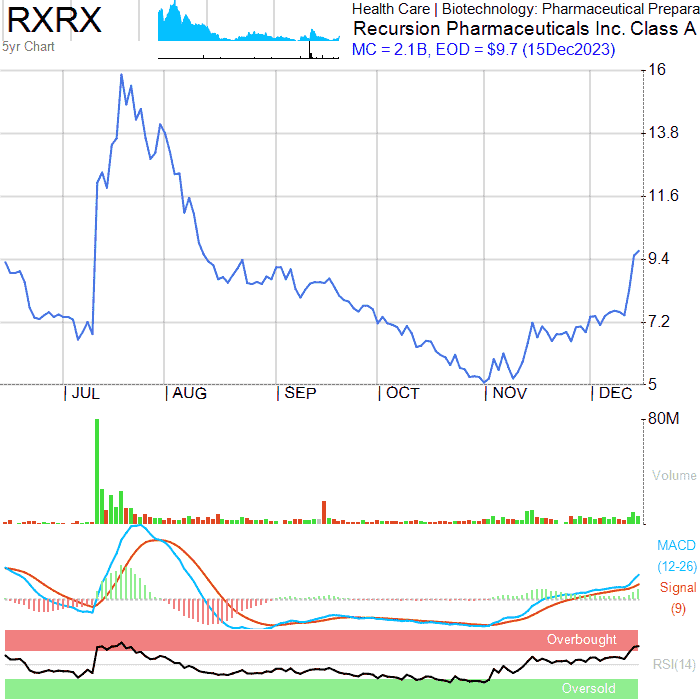 RXRX
5yr Chart
Health Care | Biotechnology: Pharmaceutical Prepara
Recursion Pharmaceuticals Inc. Class A
MC = 2.1B, EOD = $9.7 (15Dec2023)
16
13.8
11.6
9.4
7.2
5
| JUL | AUG | SEP | OCT | NOV | DEC
80M
Volume
MACD
(12-26)
Signal
(9)
Overbought
RSI(14)
Oversold